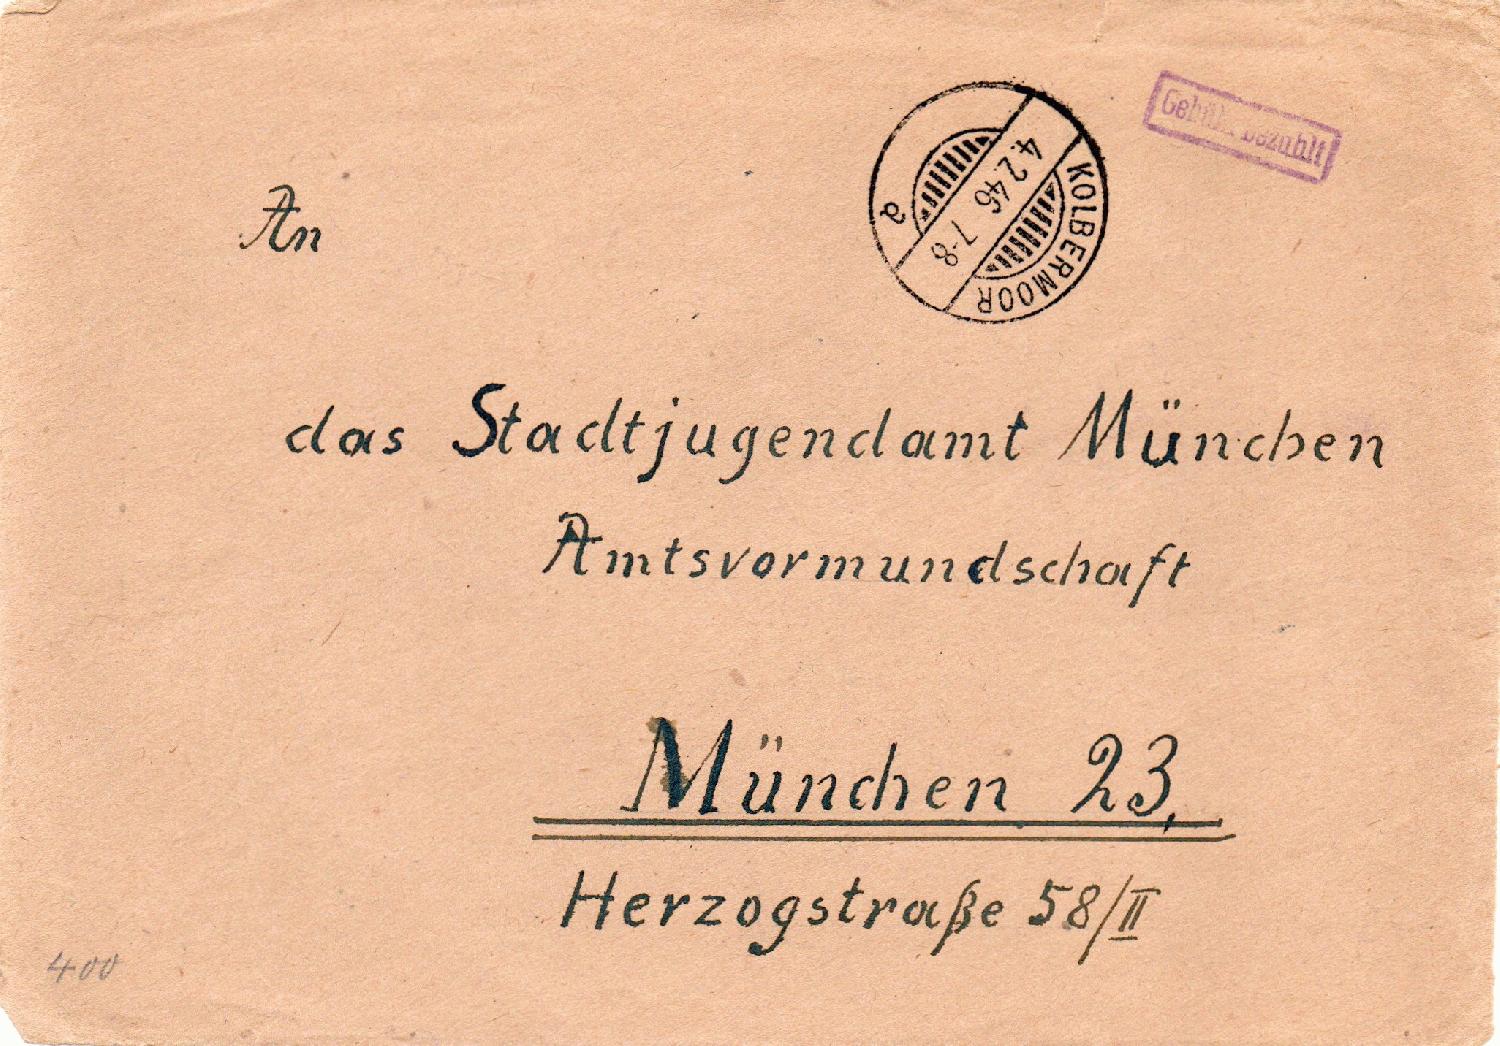 Gebühr bezahlt
KOLBERMOOR
4.2.46 7-8
a
An
das Stadtjugendamt München
Amtsvormundschaft
München 23,
Herzogstraße 58/II
400